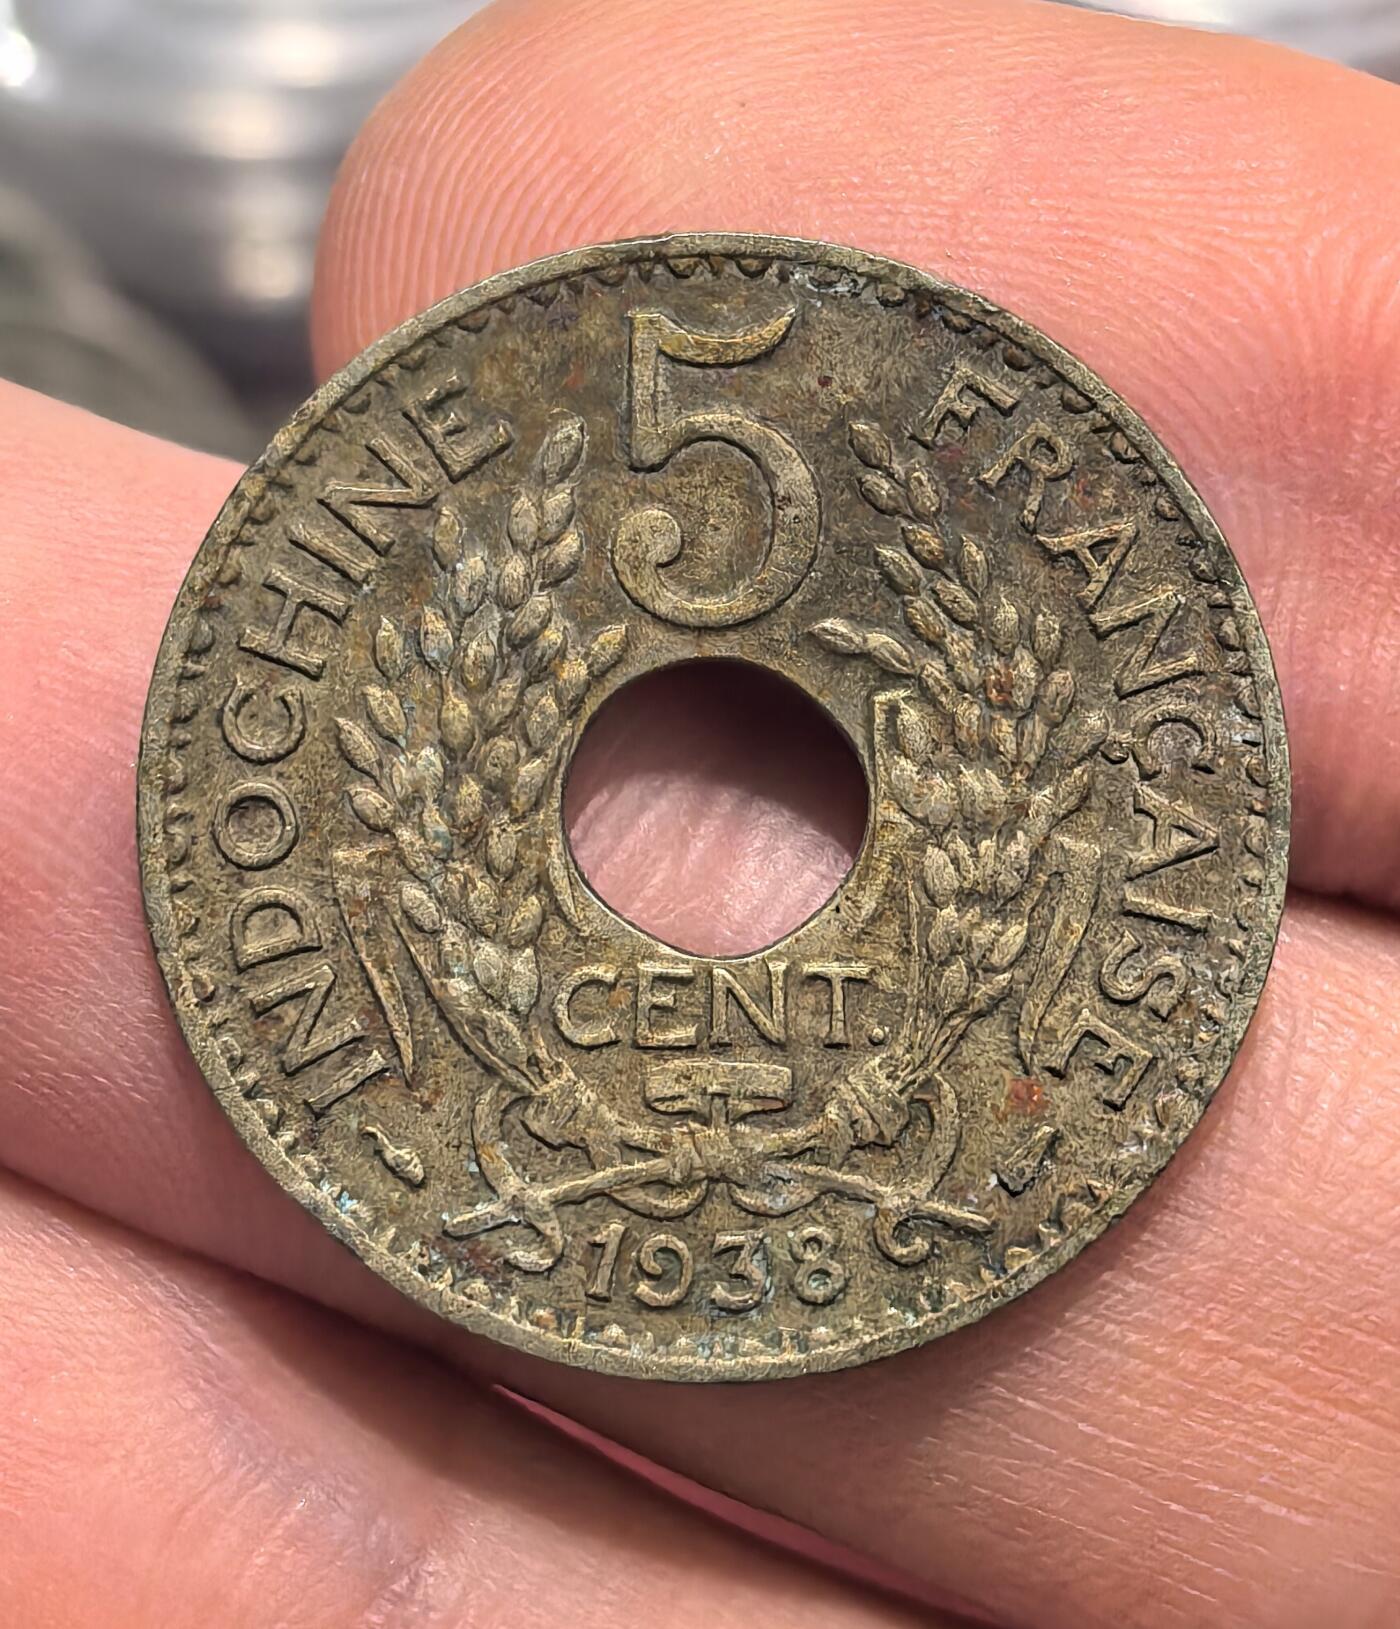 INDOCHINE FRANÇAISE
5
CENT.
1938